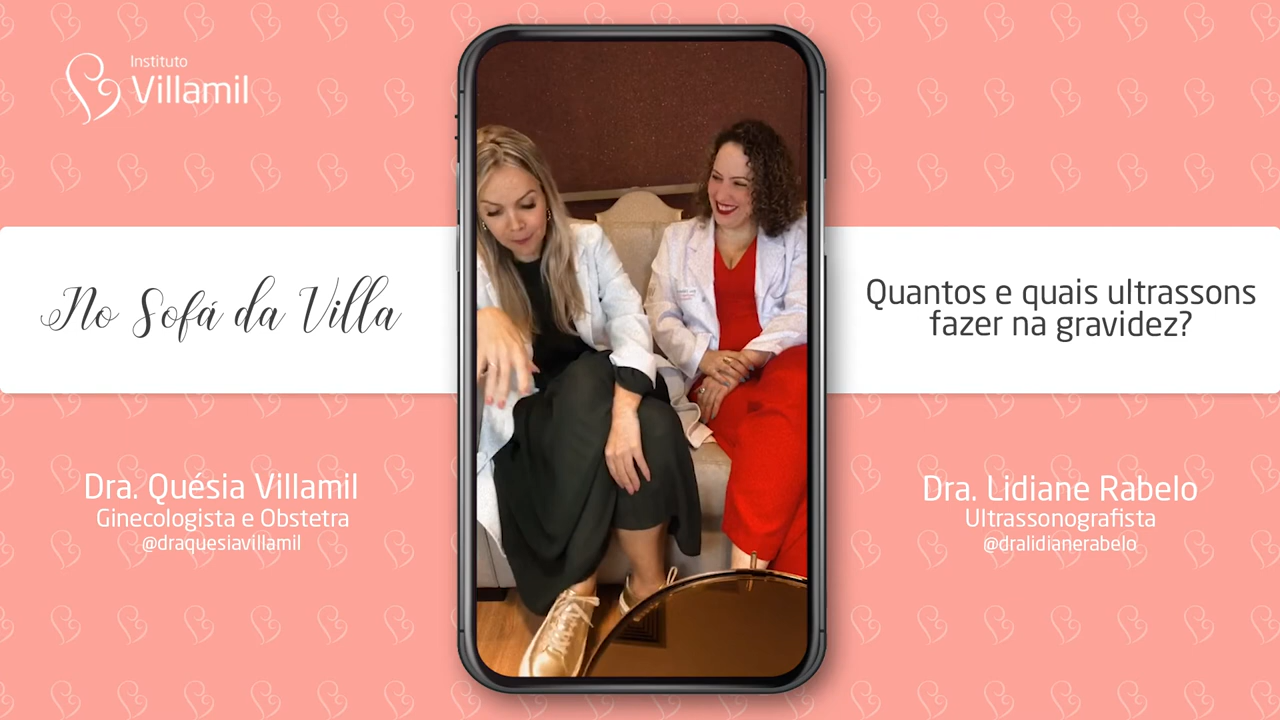 Instituto
Villamil
No Sofá da Villa
Quantos e quais ultrassons
fazer na gravidez?
Dra. Quésia Villamil
Ginecologista e Obstetra
@draquesiavillamil
Dra. Lidiane Rabelo
Ultrassonografista
@dralidianerabelo